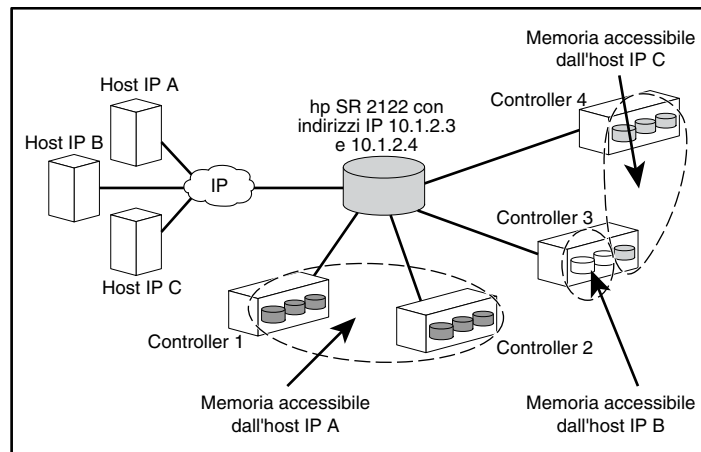 Host IP A
Host IP B
Host IP C
IP
hp SR 2122 con
indirizzi IP 10.1.2.3
e 10.1.2.4
Memoria accessibile
dall'host IP C
Controller 4
Controller 3
Controller 1
Controller 2
Memoria accessibile
dall'host IP A
Memoria accessibile
dall'host IP B